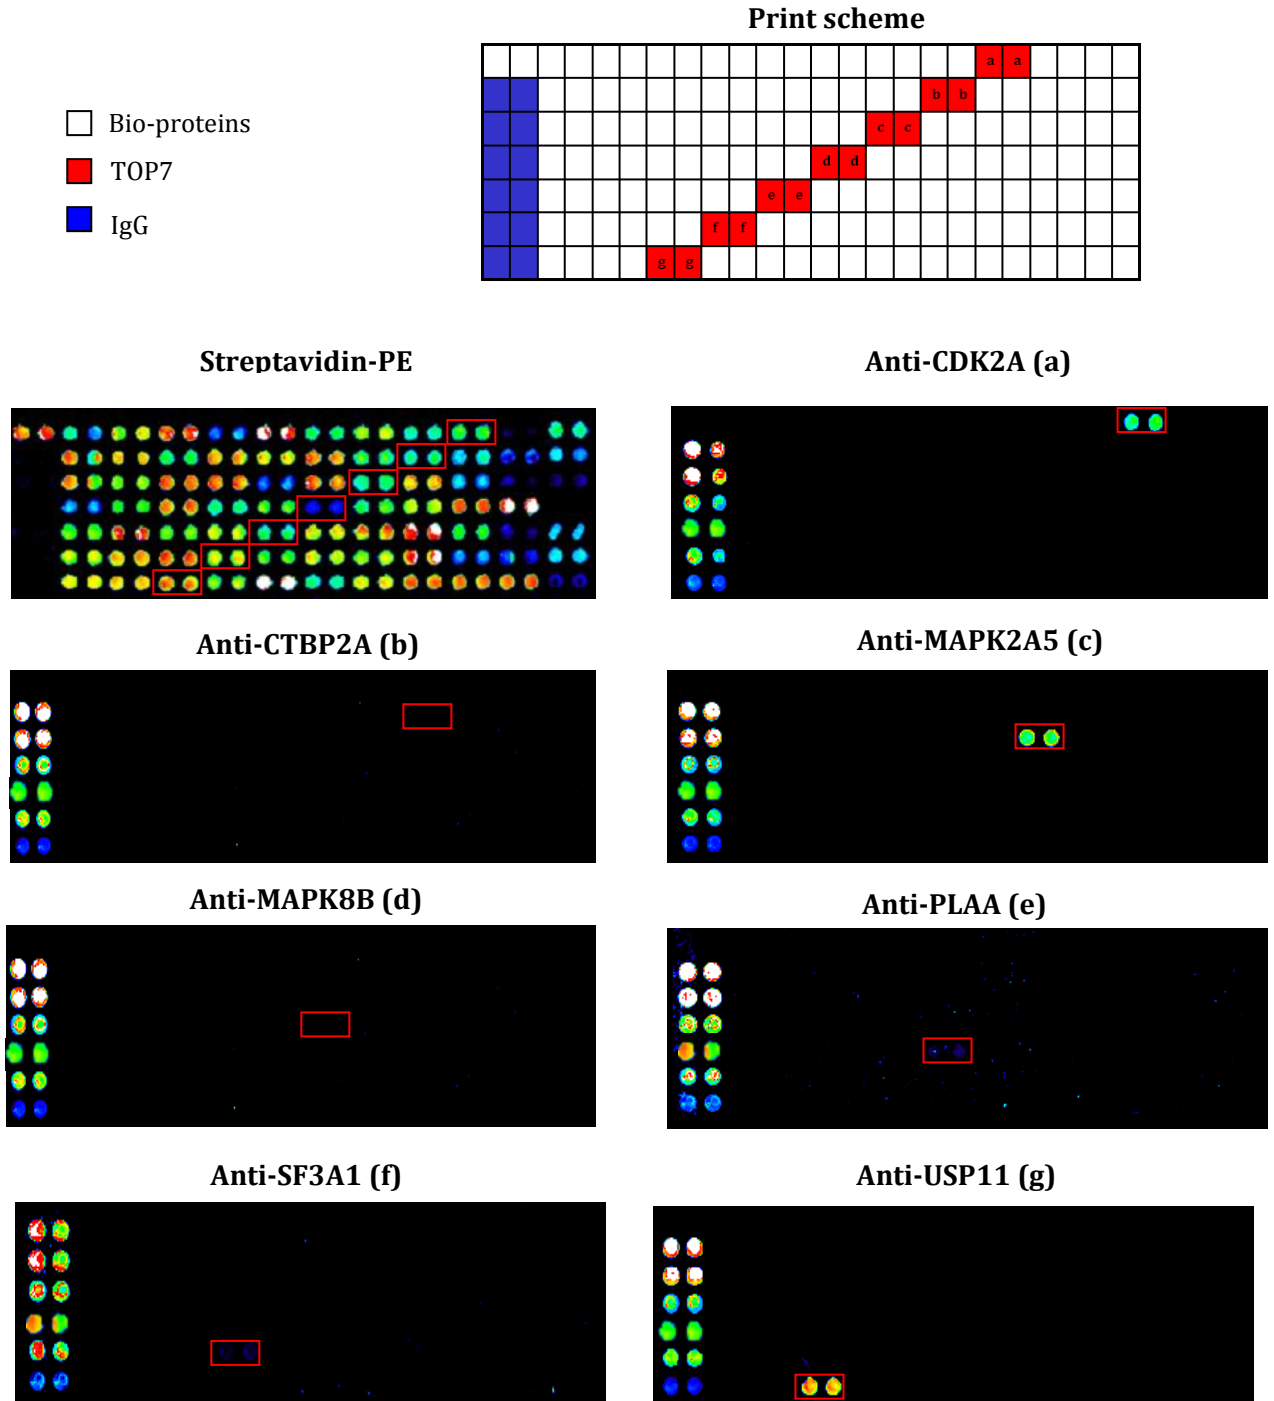 Print scheme
a a
b b
c c
d d
e e
f f
g g
Bio-proteins
TOP7
IgG
Streptavidin-PE
Anti-CDK2A (a)
Anti-CTBP2A (b)
Anti-MAPK2A5 (c)
Anti-MAPK8B (d)
Anti-PLAA (e)
Anti-SF3A1 (f)
Anti-USP11 (g)